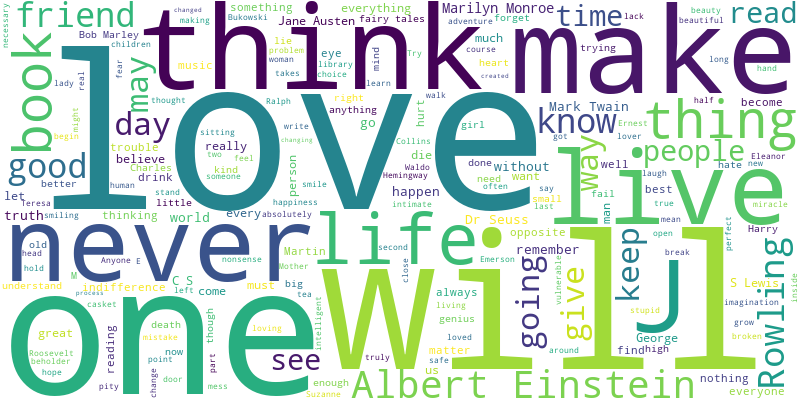 friend
something
everything
changed
making
Bukowski
Jane Austen
fairy tales
Marilyn Monroe
adventure
forget
time
lack
beauty
beautiful
read
necessary
Bob Marley
children
lie
problem
woman
takes
eye
library
choice
mind
much
course
heart
learn
trying
long
hand
think
make
book
lady
real
fear
may
music
Try
created
love
thought
Ralph
right
anything
walk
go
hurt
girl
Mark Twain
half
become
begin
might
day
sitting
write
changing
know
got
Ernest
lover
thing
trouble
really
two
feel
Collins
die
done
without
way
people
hate
new
Eleanor
good
believe
Charles
kind
someone
person
Waldo
Hemingway
need
often
want
well
laugh
better
human
drink
smile
happen
say
small
last
fail
best
true
miracle
let
Teresa
stand
little
happiness
intimate
man
mean
live
truth
smiling
thinking
world
every
absolutely
Dr Seuss
opposite
open
perfect
Harry
never
life
old
head
hold
Anyone
E
nonsense
Martin
Mother
second
close
Emerson
remember
keep
break
understand
M
process
indifference
C S
left
come
must
big
tea
always
living
genius
going
vulnerable
give
S Lewis
imagination
inside
Rowling
J
one
will
casket
great
Roosevelt
beholder
hope
reading
pity
death
mistake
point
change
now
door
though
part
mess
loving
see
intelligent
enough
Suzanne
truly
loved
matter
safe
us
around
stupid
George
find
high
grow
broken
nothing
everyone
Albert Einstein